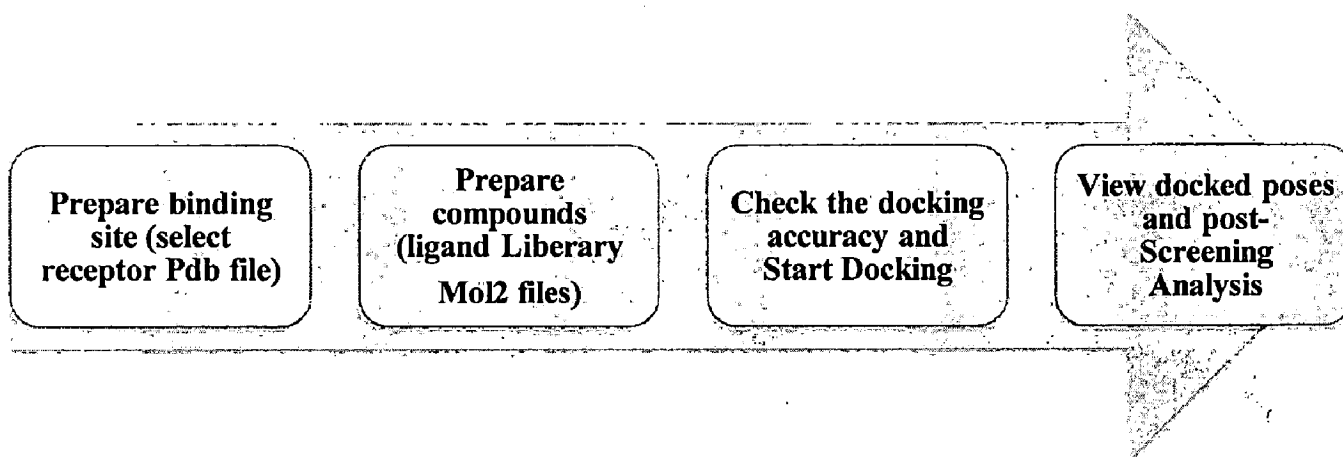 Prepare binding
site (select
receptor Pdb file)
Prepare
compounds
(ligand Liberary
Mol2 files)
Check the docking
accuracy and
Start Docking
View docked poses
and post-
Screening
Analysis